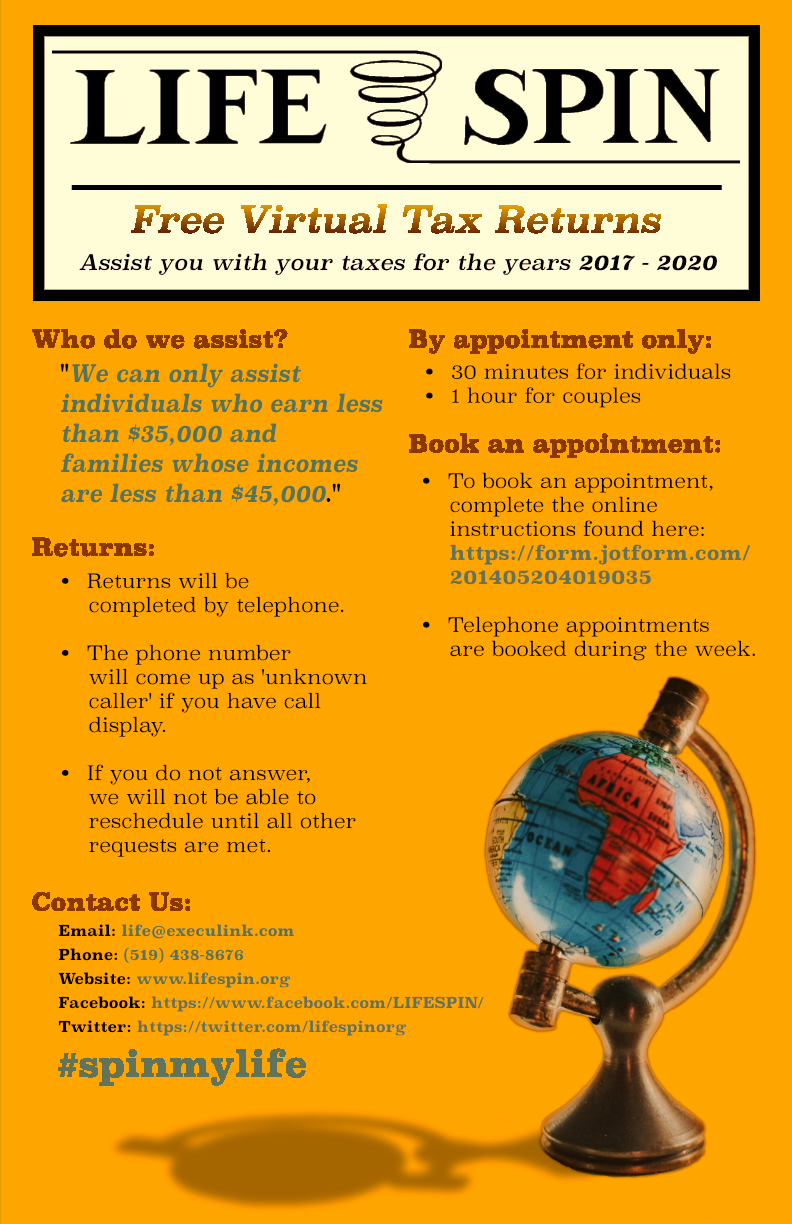 LIFE SPIN
Free Virtual Tax Returns
Assist you with your taxes for the years 2017 - 2020
Who do we assist?
"We can only assist
individuals who earn less
than $35,000 and
families whose incomes
are less than $45,000."
Returns:
• Returns will be
completed by telephone.
• The phone number
will come up as 'unknown
caller' if you have call
display.
• If you do not answer,
we will not be able to
reschedule until all other
requests are met.
Contact Us:
Email: life@execulink.com
Phone: (519) 438-8676
Website: www.lifespin.org
Facebook: https://www.facebook.com/LIFESPIN/
Twitter: https://twitter.com/lifespinorg
#spinmylife
By appointment only:
• 30 minutes for individuals
• 1 hour for couples
Book an appointment:
• To book an appointment,
complete the online
instructions found here:
https://form.jotform.com/
201405204019035
• Telephone appointments
are booked during the week.
AFRICA
OCEAN